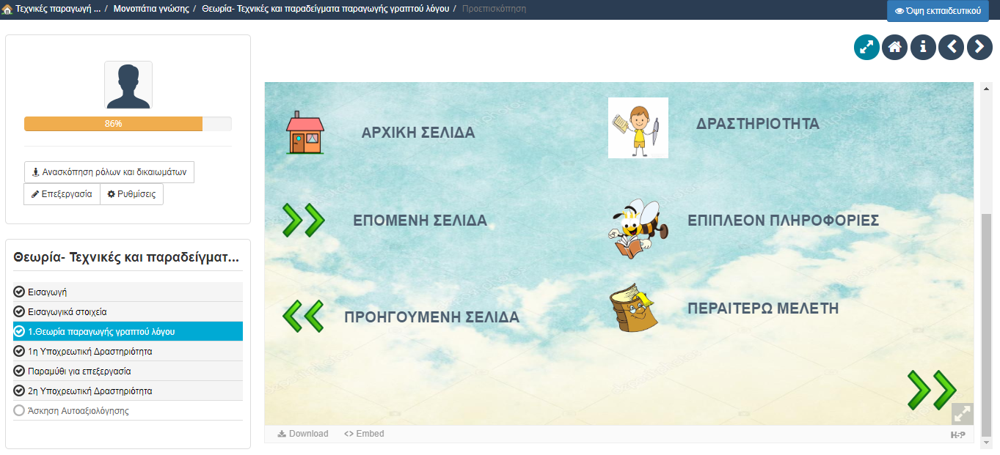 Τεχνικές παραγωγή ... / Μονοπάτια γνώσης / Θεωρία- Τεχνικές και παραδείγματα παραγωγής γραπτού λόγου / Προεπισκόπηση
Όψη εκπαιδευτικού
86%
Ανασκόπηση ρόλων και δικαιωμάτων
Επεξεργασία
Ρυθμίσεις
Θεωρία- Τεχνικές και παραδείγματ...
Εισαγωγή
Εισαγωγικά στοιχεία
1.Θεωρία παραγωγής γραπτού λόγου
1η Υποχρεωτική Δραστηριότητα
Παραμύθι για επεξεργασία
2η Υποχρεωτική Δραστηριότητα
Άσκηση Αυτοαξιολόγησης
ΑΡΧΙΚΗ ΣΕΛΙΔΑ
ΔΡΑΣΤΗΡΙΟΤΗΤΑ
ΕΠΟΜΕΝΗ ΣΕΛΙΔΑ
ΕΠΙΠΛΕΟΝ ΠΛΗΡΟΦΟΡΙΕΣ
ΠΡΟΗΓΟΥΜΕΝΗ ΣΕΛΙΔΑ
ΠΕΡΑΙΤΕΡΩ ΜΕΛΕΤΗ
Download
<> Embed
H5P